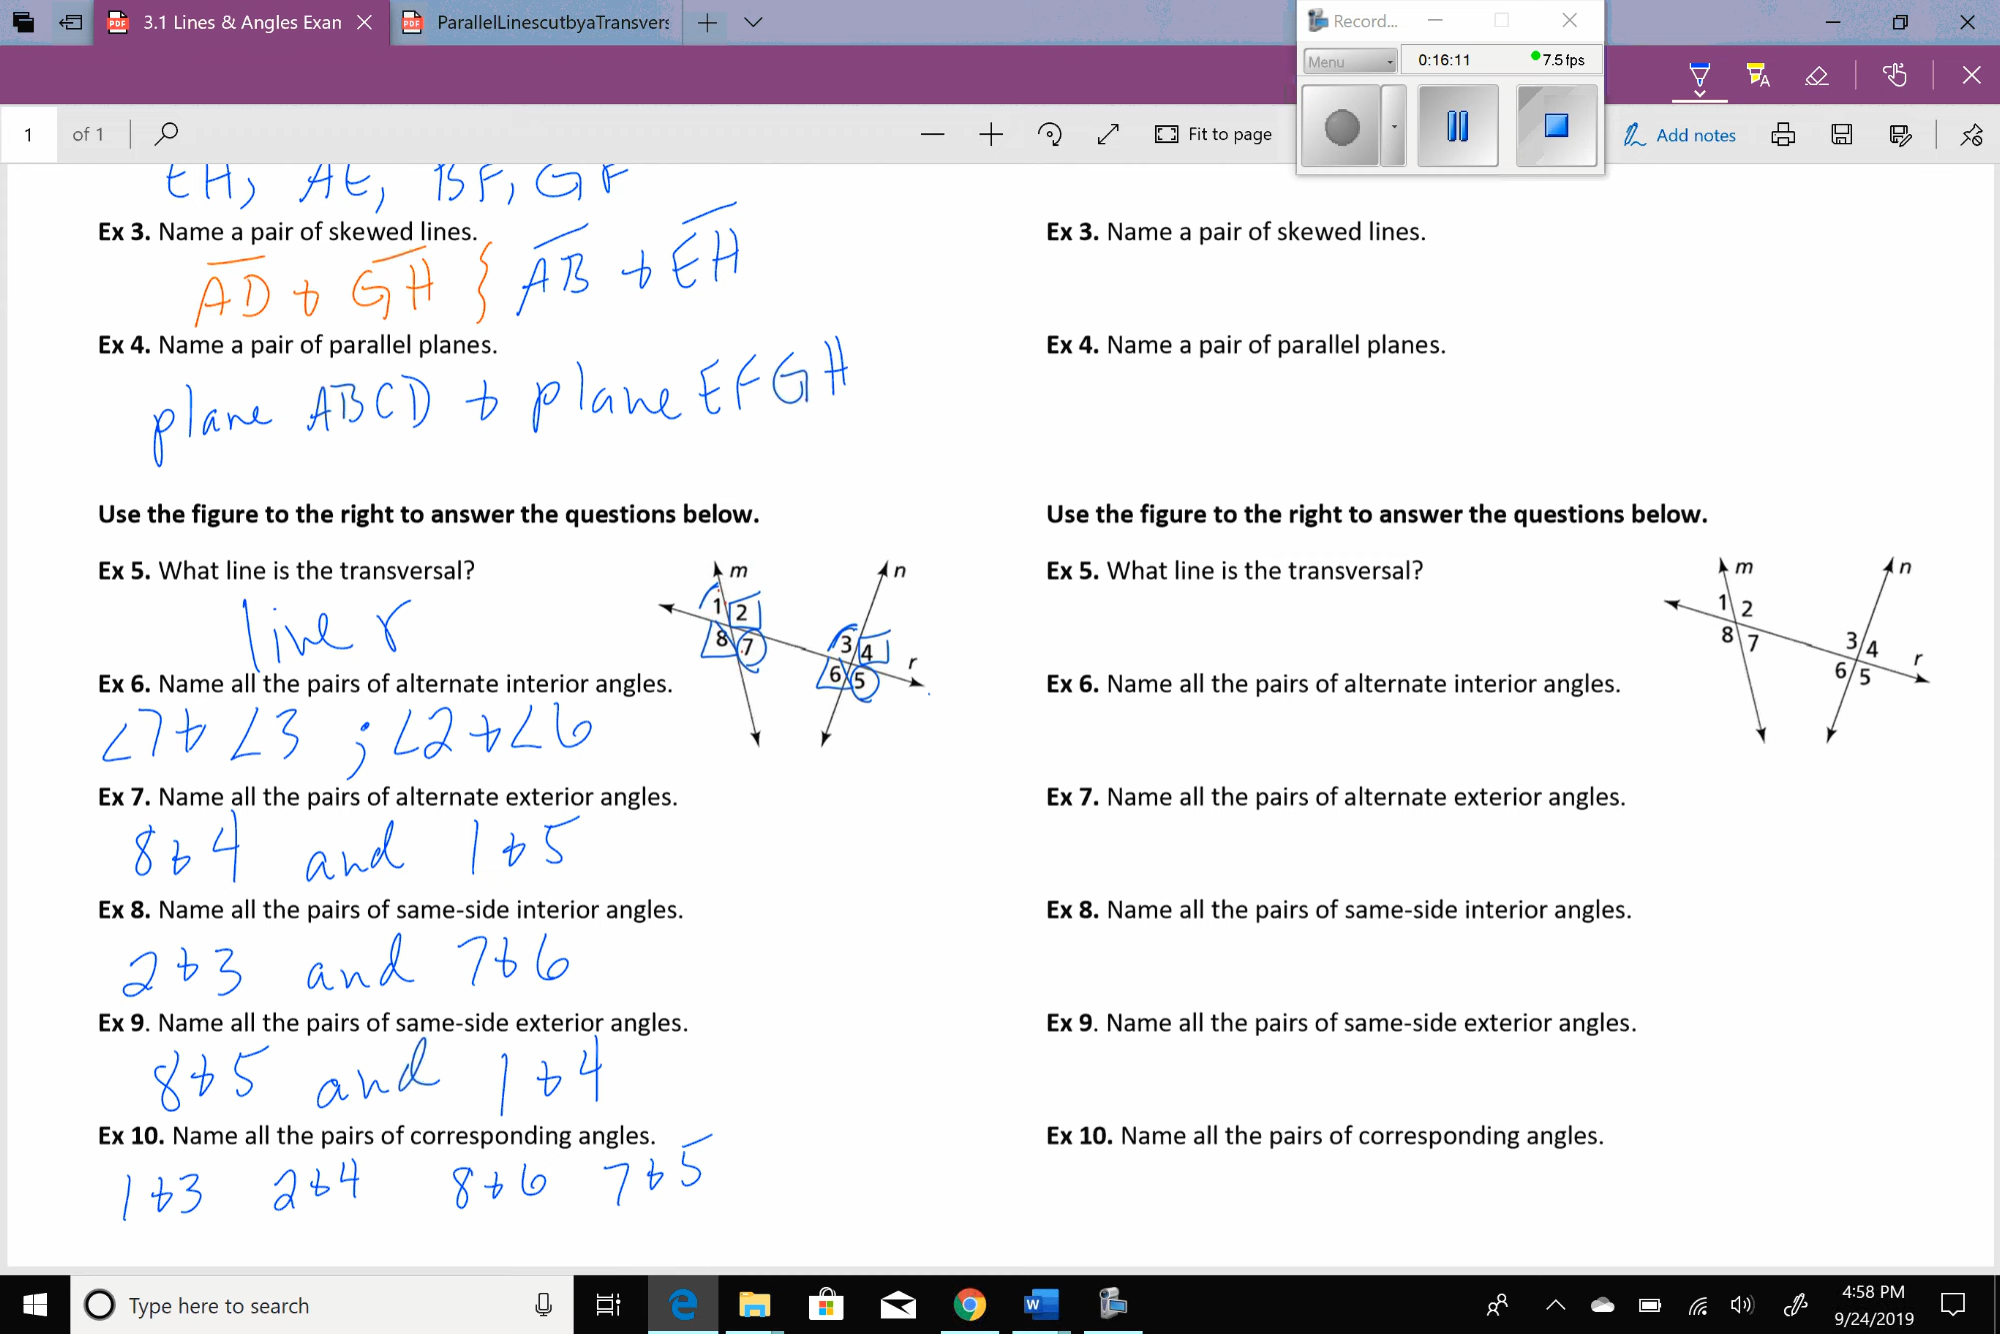 3.1 Lines & Angles Exan
ParallelLinescutbyaTransvers
Record...
Menu
0:16:11
7.5 fps
1
of 1
Fit to page
Add notes
EH, AE, BF, GF
Ex 3. Name a pair of skewed lines.
AD & GH } AB & EH
Ex 4. Name a pair of parallel planes.
plane ABCD & plane EFGH
Use the figure to the right to answer the questions below.
Ex 5. What line is the transversal?
line r
m
n
1 2
8 7
3 4
6 5
r
Ex 6. Name all the pairs of alternate interior angles.
∠7 & ∠3 ; ∠2 & ∠6
Ex 7. Name all the pairs of alternate exterior angles.
8 & 4 and 1 & 5
Ex 8. Name all the pairs of same-side interior angles.
2 & 3 and 7 & 6
Ex 9. Name all the pairs of same-side exterior angles.
8 & 5 and 1 & 4
Ex 10. Name all the pairs of corresponding angles.
1 & 3 2 & 4 8 & 6 7 & 5
Ex 3. Name a pair of skewed lines.
Ex 4. Name a pair of parallel planes.
Use the figure to the right to answer the questions below.
Ex 5. What line is the transversal?
m
n
1 2
8 7
3 4
6 5
r
Ex 6. Name all the pairs of alternate interior angles.
Ex 7. Name all the pairs of alternate exterior angles.
Ex 8. Name all the pairs of same-side interior angles.
Ex 9. Name all the pairs of same-side exterior angles.
Ex 10. Name all the pairs of corresponding angles.
Type here to search
4:58 PM
9/24/2019